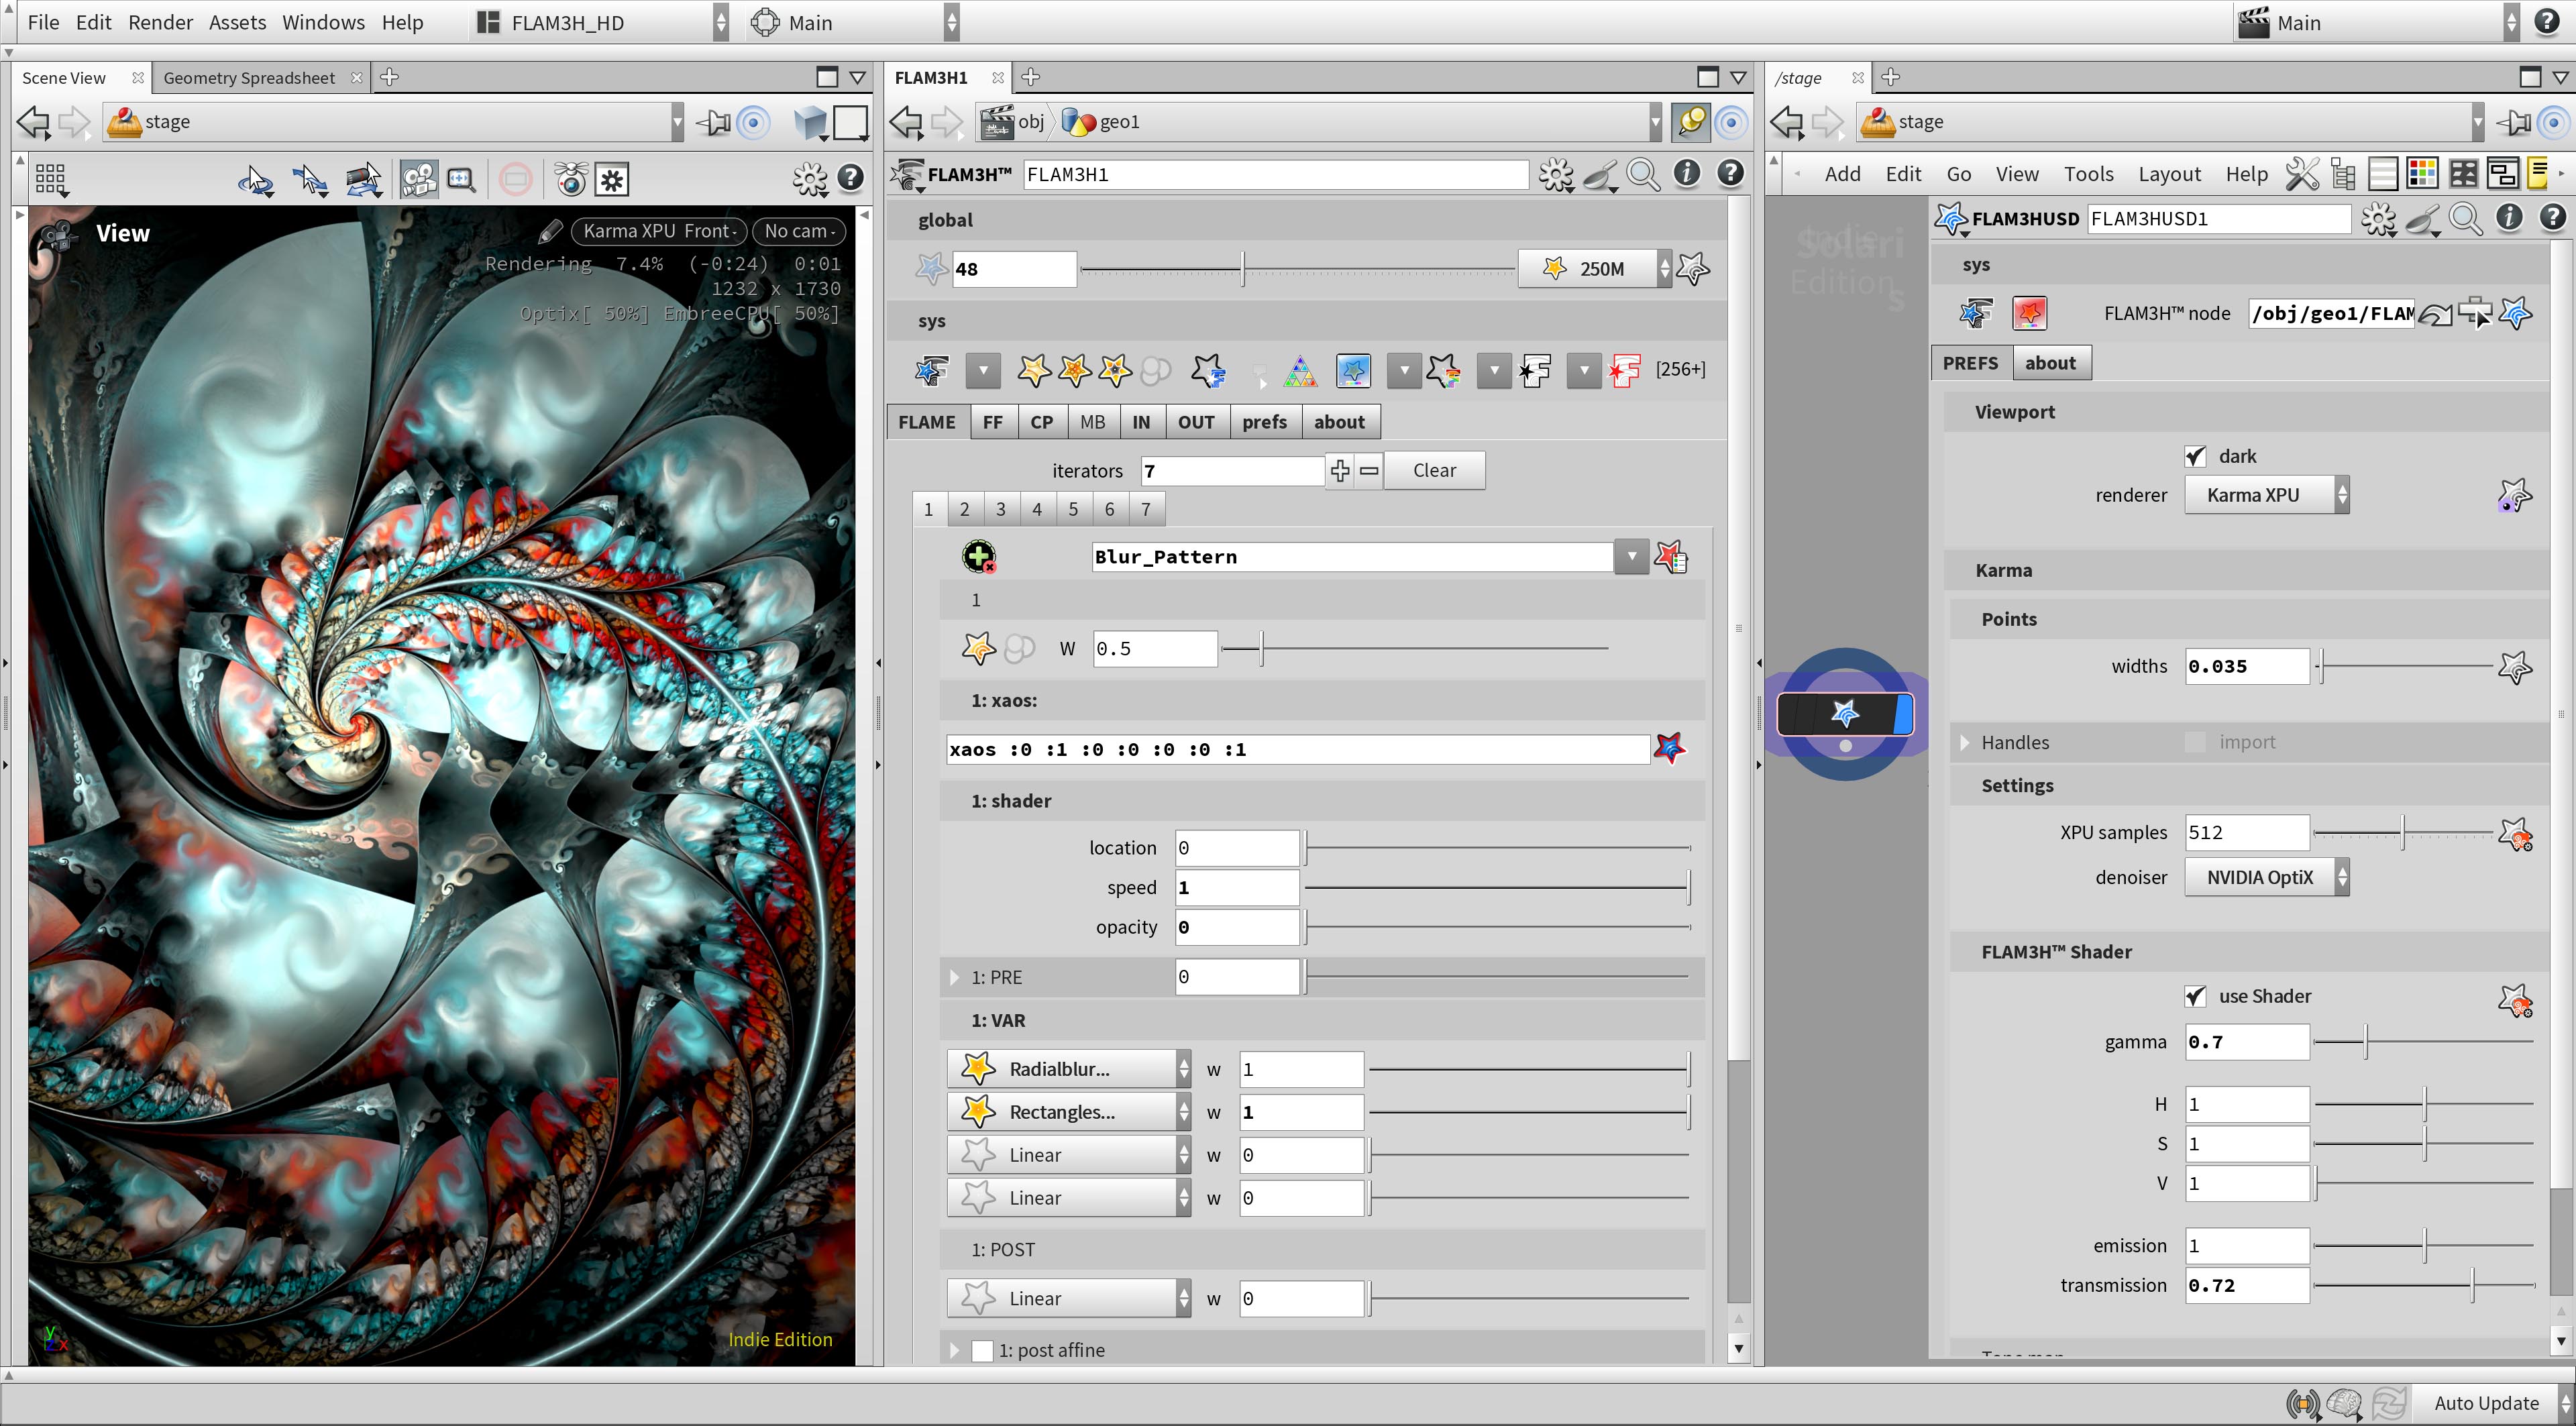 File Edit Render Assets Windows Help FLAM3H_HD Main Main
Scene View Geometry Spreadsheet
stage
View Karma XPU Front No cam
Rendering 7.4% (-0:24) 0:01
1232 x 1730
Optix[ 50%] EmbreeCPU[ 50%]
Indie Edition
y
x
FLAM3H1
obj geo1
FLAM3H™ FLAM3H1
global
48 250M
sys
[256+]
FLAME FF CP MB IN OUT prefs about
iterators 7 Clear
1 2 3 4 5 6 7
Blur_Pattern
1
W 0.5
1: xaos:
xaos :0 :1 :0 :0 :0 :0 :1
1: shader
location 0
speed 1
opacity 0
1: PRE 0
1: VAR
Radialblur... w 1
Rectangles... w 1
Linear w 0
Linear w 0
1: POST
Linear w 0
1: post affine
/stage
stage
Add Edit Go View Tools Layout Help
Solari
Edition
s
FLAM3HUSD FLAM3HUSD1
sys
FLAM3H™ node /obj/geo1/FLAM
PREFS about
Viewport
dark
renderer Karma XPU
Karma
Points
widths 0.035
Handles import
Settings
XPU samples 512
denoiser NVIDIA OptiX
FLAM3H™ Shader
use Shader
gamma 0.7
H 1
S 1
V 1
emission 1
transmission 0.72
Auto Update